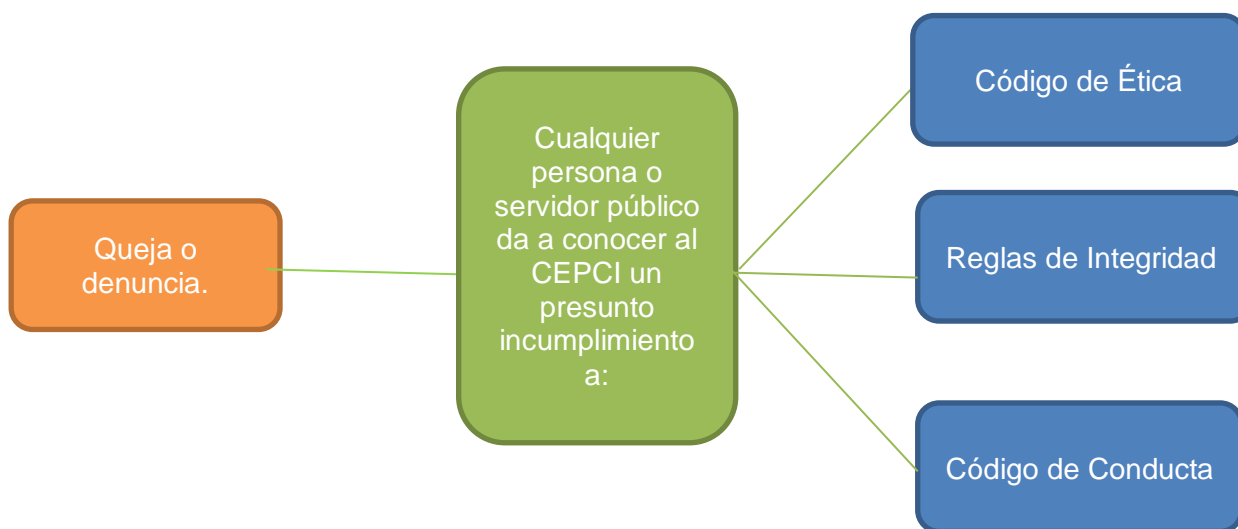 Queja o
denuncia.
Cualquier
persona o
servidor público
da a conocer al
CEPCI un
presunto
incumplimiento
a:
Código de Ética
Reglas de Integridad
Código de Conducta